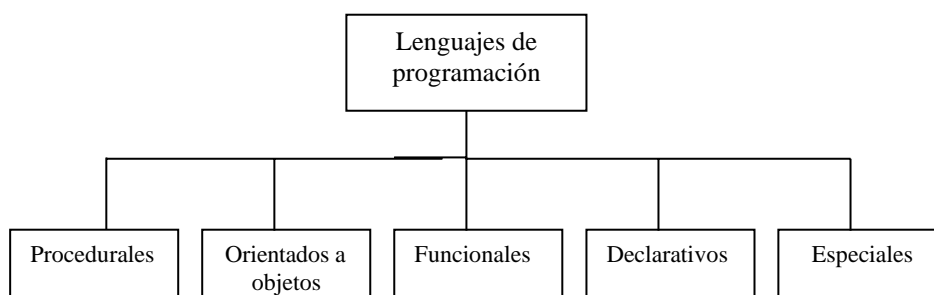 Lenguajes de
programación
Procedurales
Orientados a
objetos
Funcionales
Declarativos
Especiales